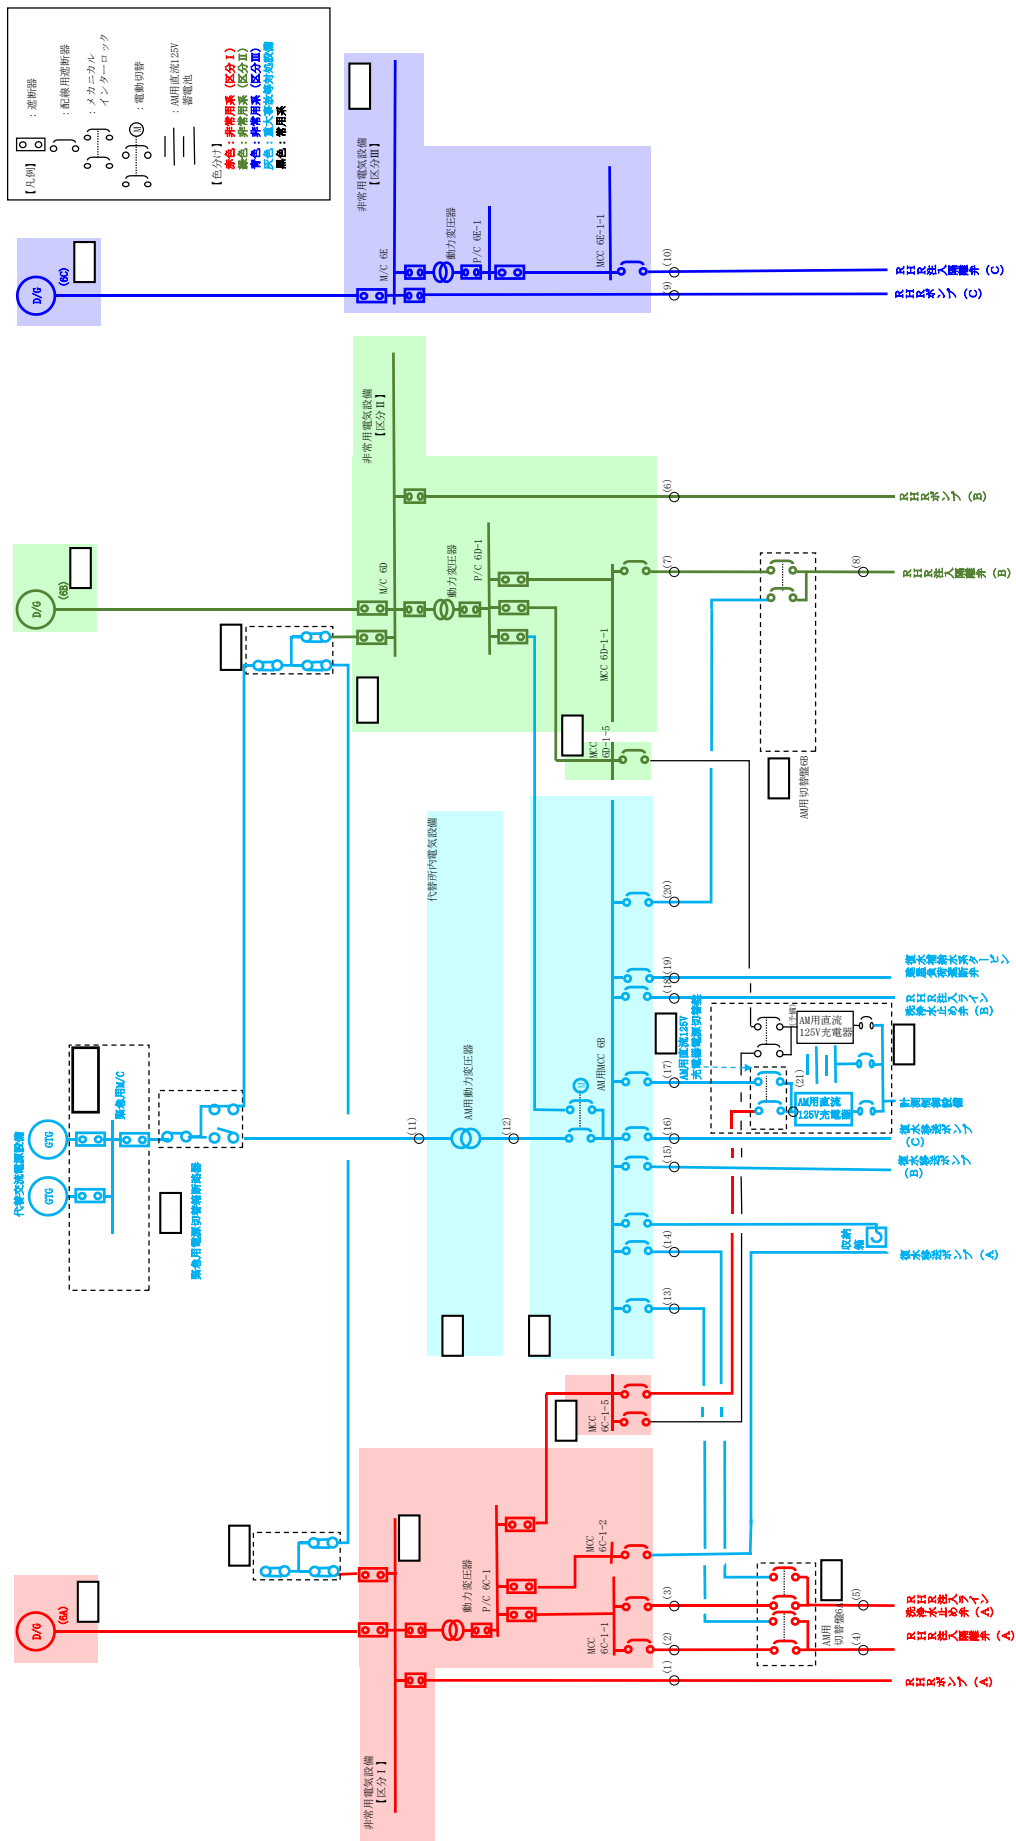 【凡例】
：遮断器
：配線用遮断器
：メカニカル
インターロック
M
：電動切替
：AM用直流125V
蓄電池
【色分け】
赤色：非常用系（区分Ⅰ）
緑色：非常用系（区分Ⅱ）
青色：非常用系（区分Ⅲ）
灰色：重大事故等対処設備
黒色：常用系
D/G
(6C)
非常用電気設備
【区分Ⅲ】
M/C 6E
動力変圧器
P/C 6E-1
MCC 6E-1-1
(10)
(9)
RHR注入隔離弁（C）
RHRポンプ（C）
D/G
(6B)
非常用電気設備
【区分Ⅱ】
M/C 6D
動力変圧器
P/C 6D-1
MCC 6D-1-1
MCC
6D-1-5
(6)
(7)
(8)
RHRポンプ（B）
RHR注入隔離弁（B）
AM用切替盤6B
代替所内電気設備
代替交流電源設備
GTG
GTG
緊急用M/C
緊急用電源切替箱断路器
(11)
AM用動力変圧器
(12)
M
AM用MCC 6B
(20)
(19)
(18)
(17)
(16)
(15)
(14)
(13)
復水補給水系タービン
建屋負荷遮断弁
RHR注入ライン
洗浄水止め弁（B）
AM用直流125V
充電器電源切替盤
(予備)
AM用直流
125V充電器
(21)
AM用直流
125V充電器
計測制御設備
復水移送ポンプ
（C）
復水移送ポンプ
（B）
収納
箱
復水移送ポンプ（A）
MCC
6C-1-5
D/G
(6A)
非常用電気設備
【区分Ⅰ】
動力変圧器
P/C 6C-1
MCC
6C-1-2
MCC
6C-1-1
(3)
(2)
(1)
AM用
切替盤6A
(5)
(4)
RHR注入ライン
洗浄水止め弁（A）
RHR注入隔離弁（A）
RHRポンプ（A）